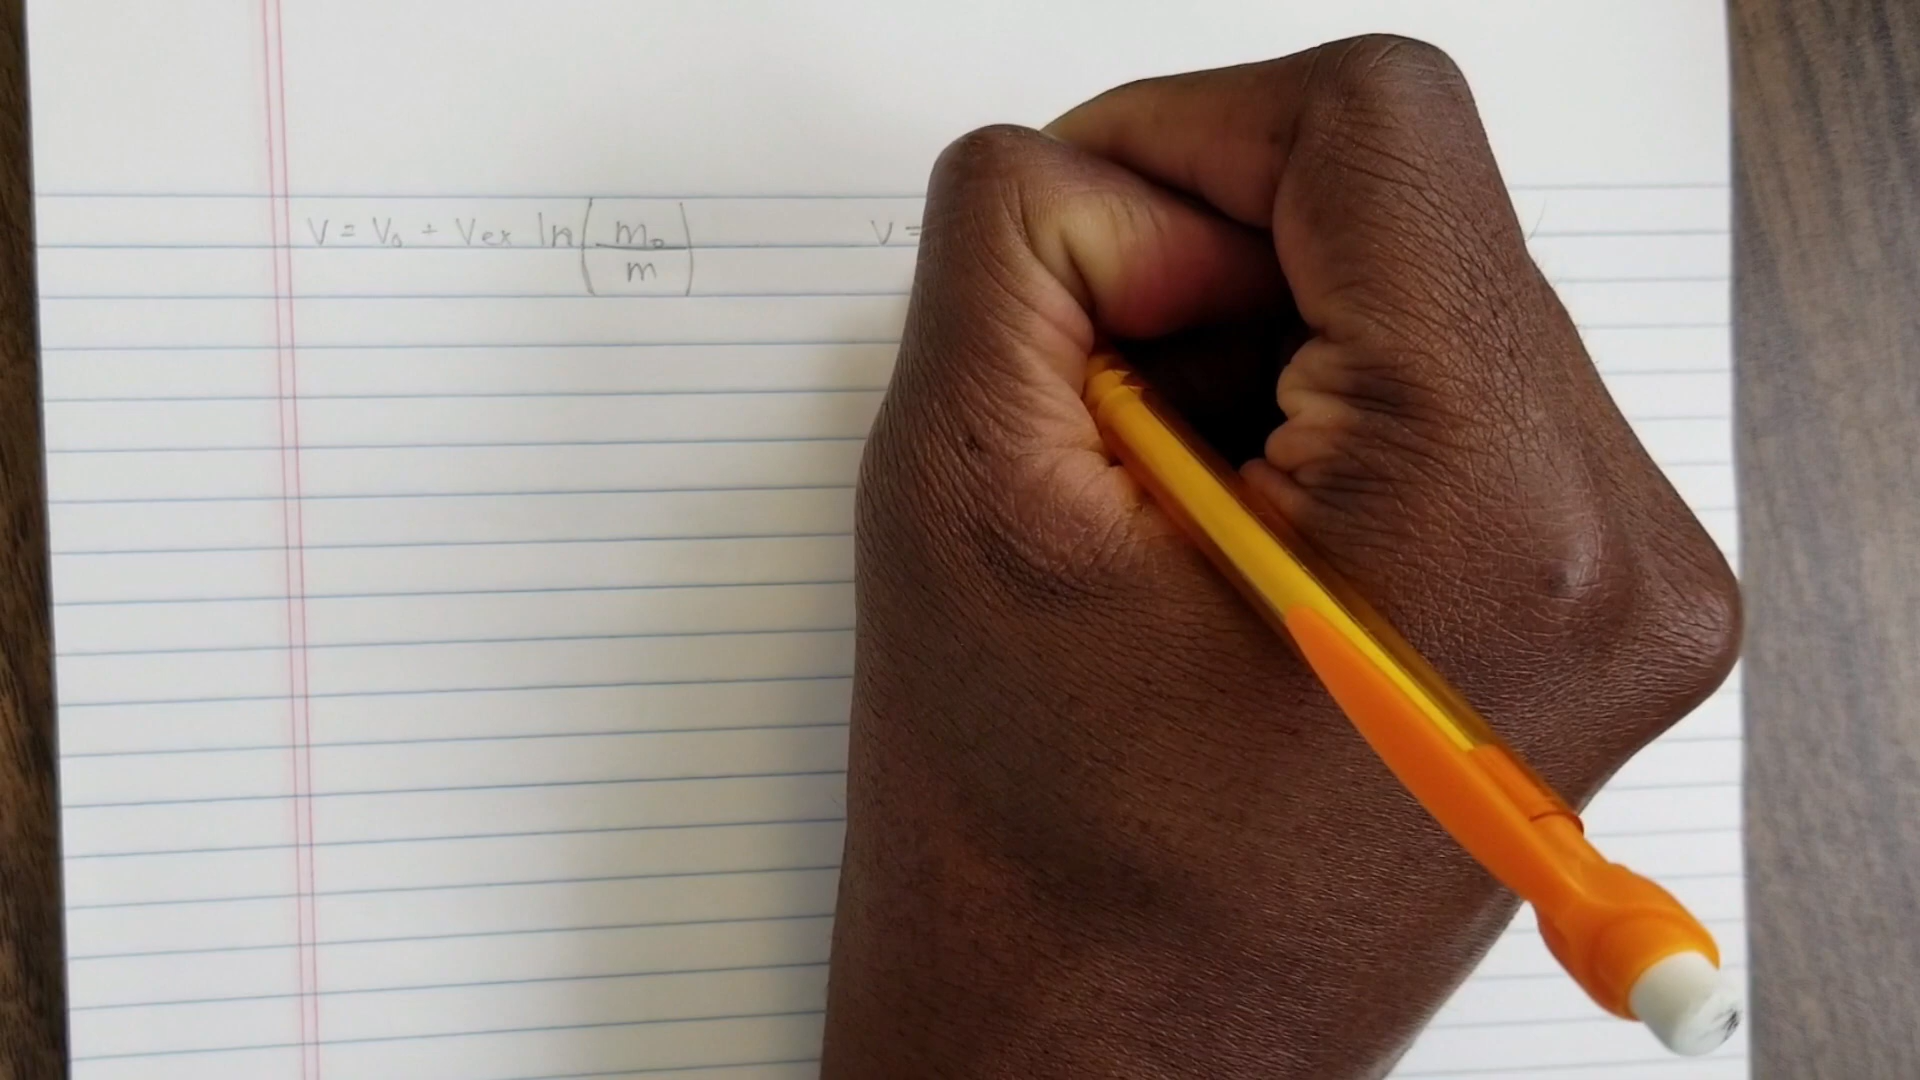 V = V₀ + Vex ln(m₀/m) V =